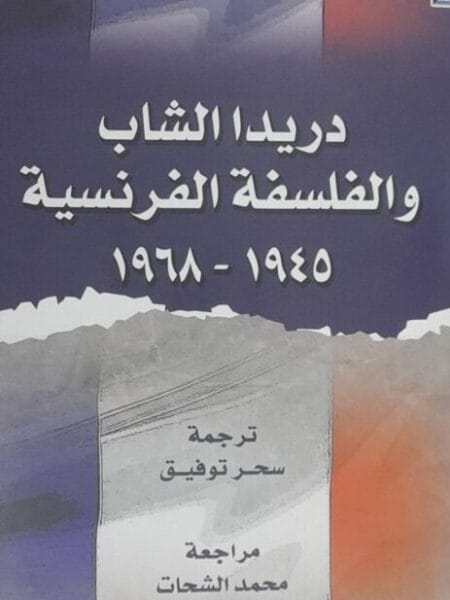 دريدا الشاب
والفلسفة الفرنسية
١٩٤٥ - ١٩٦٨
ترجمة
سحر توفيق
مراجعة
محمد الشحات